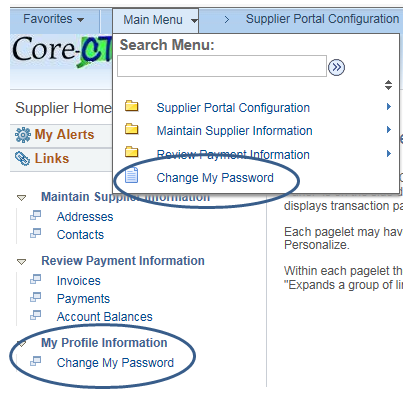 Favorites Main Menu > Supplier Portal Configuration
Core-CT
Search Menu:
Supplier Portal Configuration
Maintain Supplier Information
Review Payment Information
Change My Password
Supplier Home
My Alerts
Links
Maintain Supplier Information
Addresses
Contacts
Review Payment Information
Invoices
Payments
Account Balances
My Profile Information
Change My Password
displays transaction pa
Each pagelet may hav
Personalize.
Within each pagelet th
"Expands a group of li